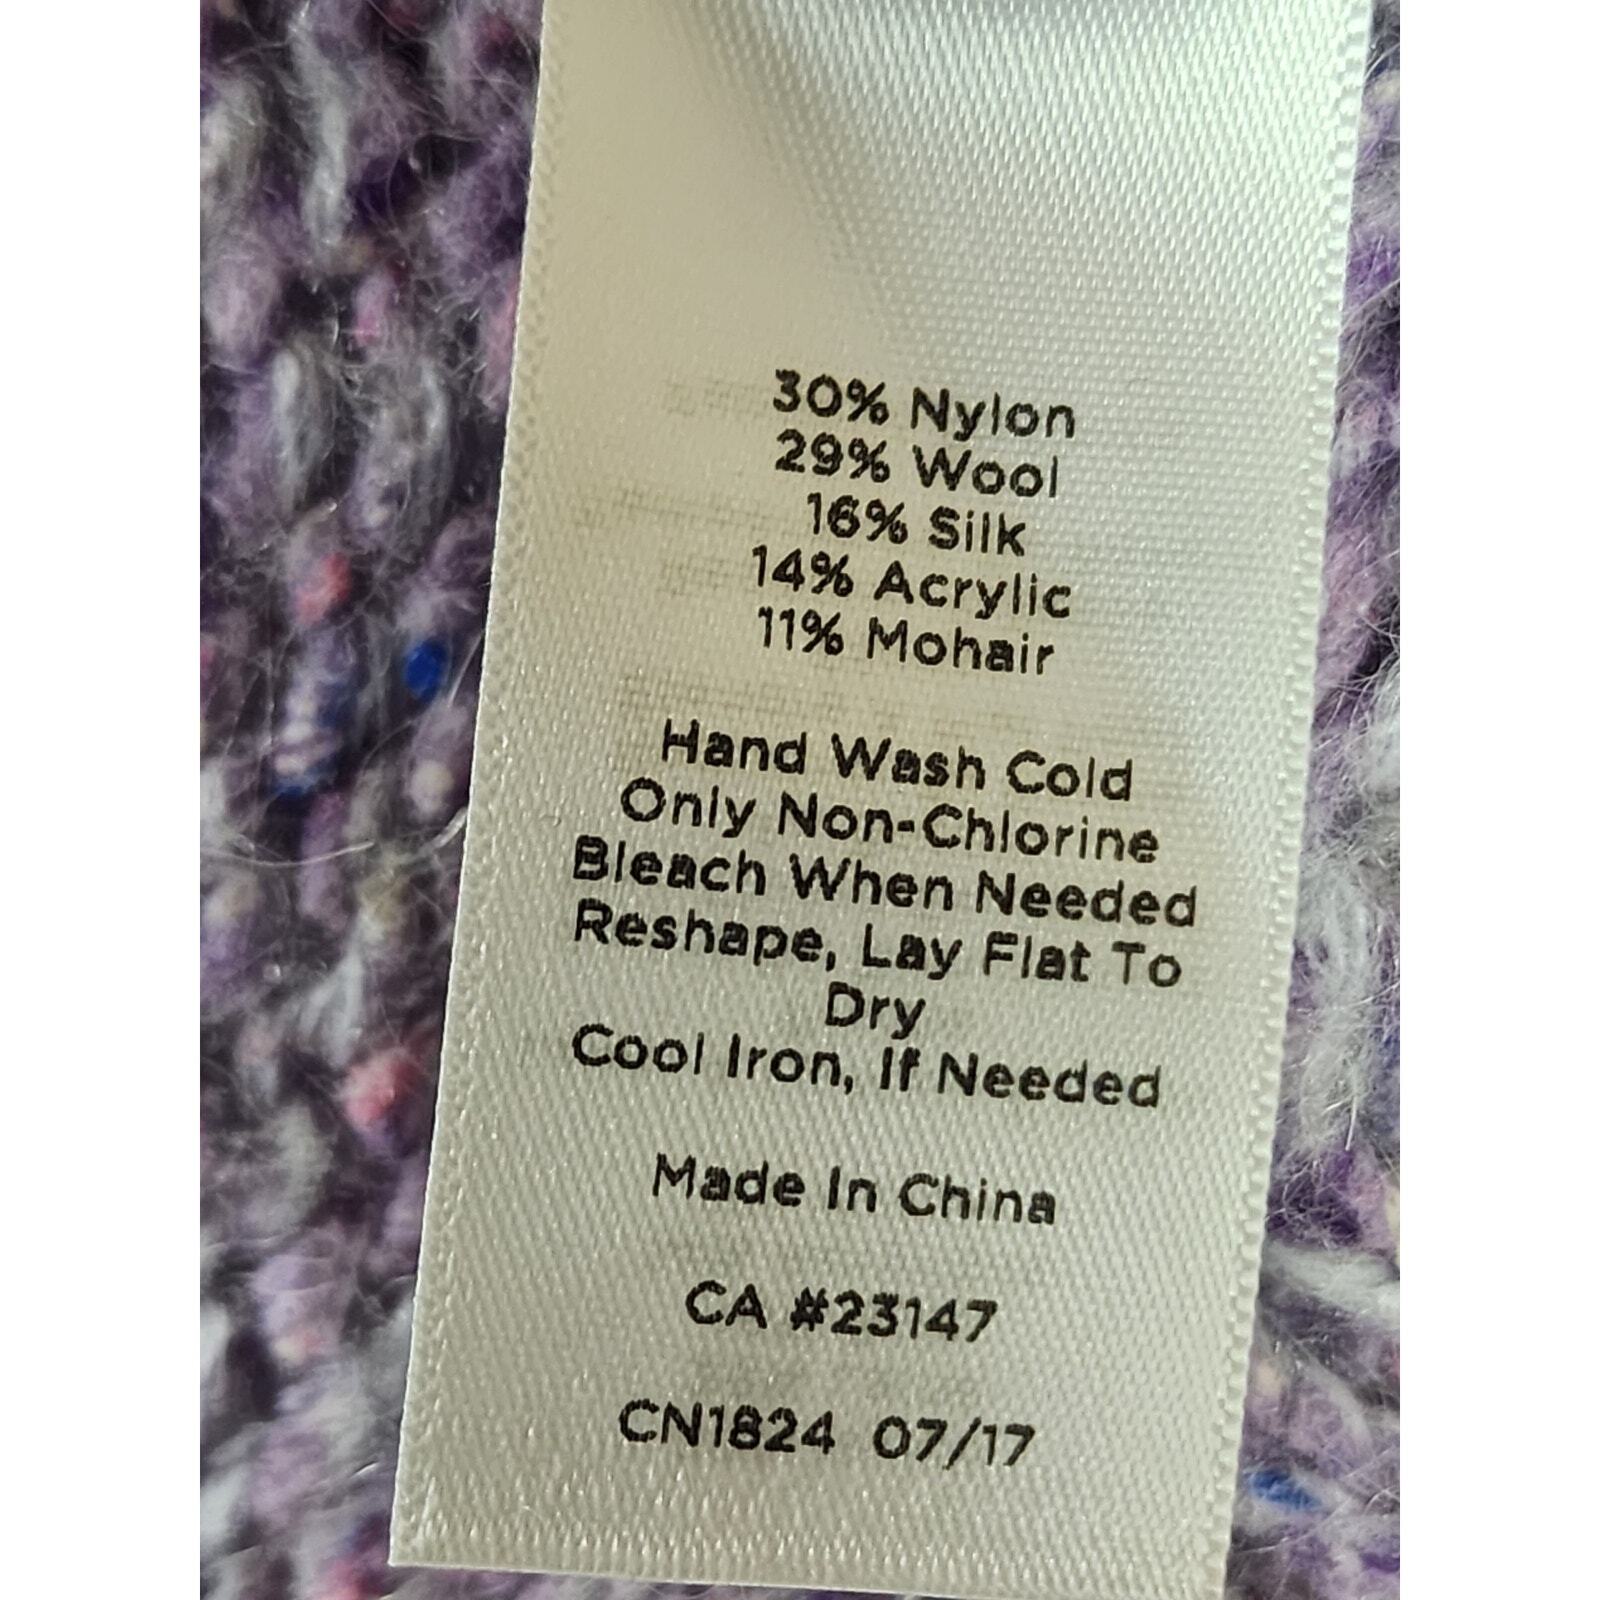 30% Nylon
29% Wool
16% Silk
14% Acrylic
11% Mohair
Hand Wash Cold
Only Non-Chlorine
Bleach When Needed
Reshape, Lay Flat To
Dry
Cool Iron, If Needed
Made In China
CA #23147
CN1824 07/17